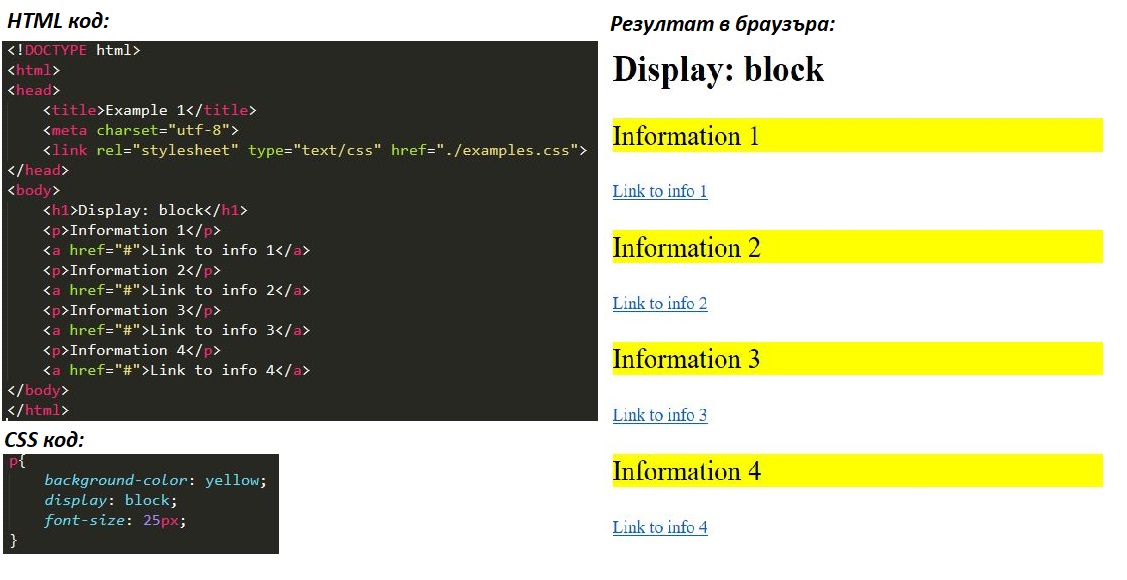 HTML код:
<!DOCTYPE html>
<html>
<head>
    <title>Example 1</title>
    <meta charset="utf-8">
    <link rel="stylesheet" type="text/css" href="./examples.css">
</head>
<body>
    <h1>Display: block</h1>
    <p>Information 1</p>
    <a href="#">Link to info 1</a>
    <p>Information 2</p>
    <a href="#">Link to info 2</a>
    <p>Information 3</p>
    <a href="#">Link to info 3</a>
    <p>Information 4</p>
    <a href="#">Link to info 4</a>
</body>
</html>
CSS код:
p{
    background-color: yellow;
    display: block;
    font-size: 25px;
}
Резултат в браузъра:
Display: block
Information 1
Link to info 1
Information 2
Link to info 2
Information 3
Link to info 3
Information 4
Link to info 4